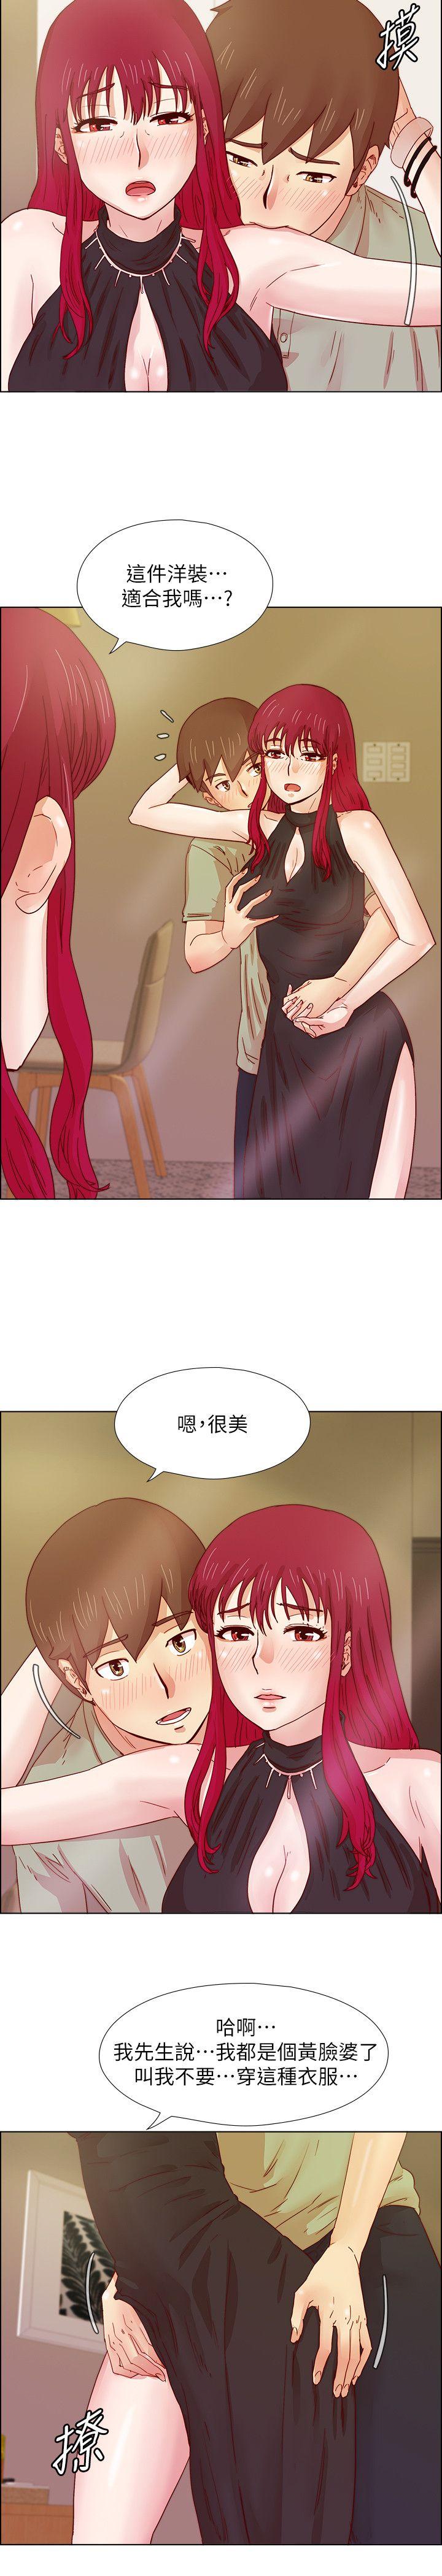 摸
這件洋裝…
適合我嗎…?
嗯，很美
哈啊…
我先生說…我都是個黃臉婆了
叫我不要…穿這種衣服…
撩